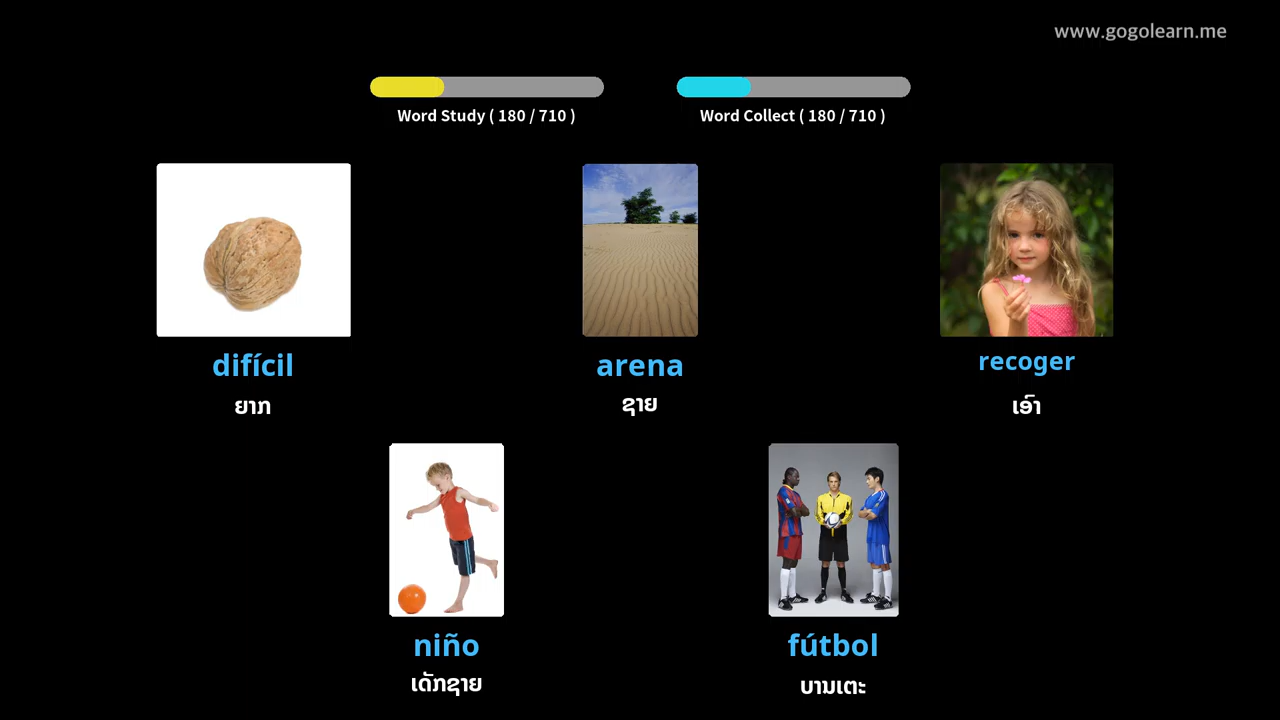 www.gogolearn.me
Word Study ( 180 / 710 )
Word Collect ( 180 / 710 )
difícil
ຍາກ
arena
ຊາຍ
recoger
ເອົາ
niño
ເດັກຊາຍ
fútbol
ບານເຕະ